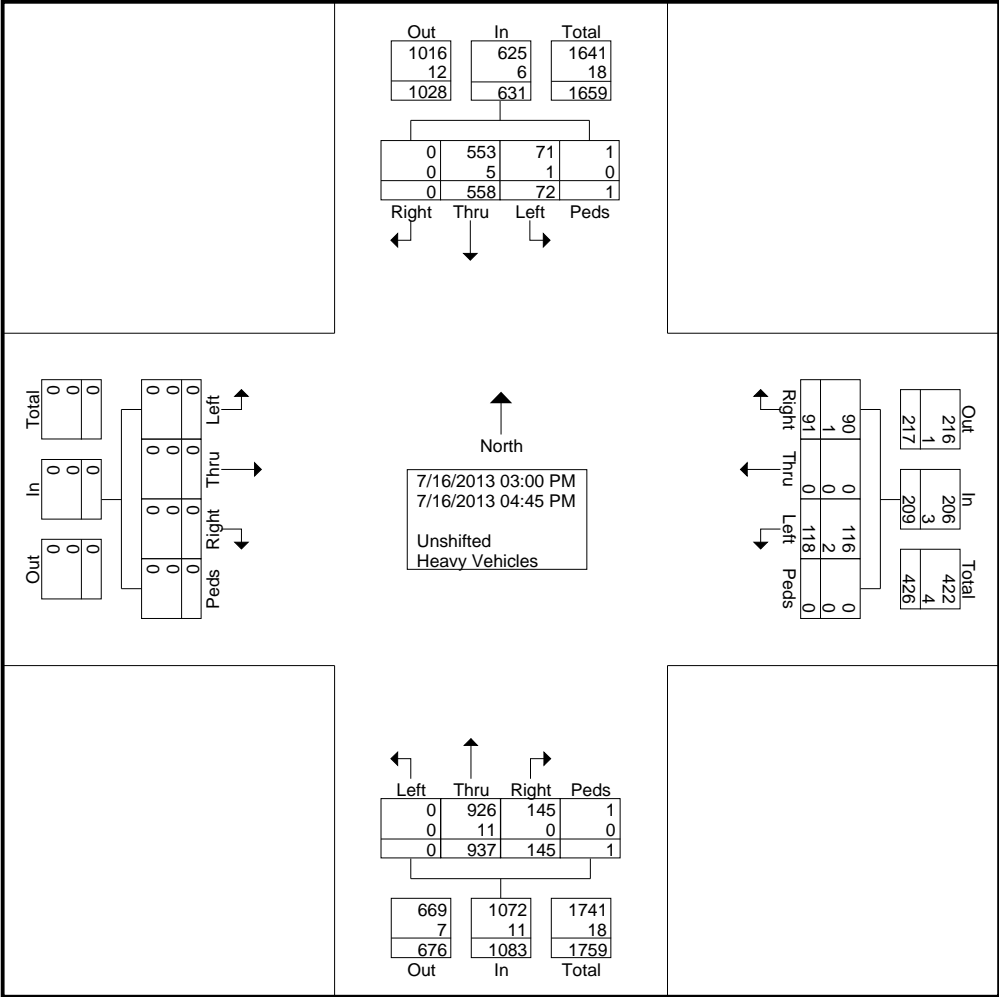 Out In Total
1016 625 1641
12 6 18
1028 631 1659
0 553 71 1
0 5 1 0
0 558 72 1
Right Thru Left Peds
Total
0 0 0
In
0 0 0
Out
0 0 0
Left
0 0 0
Thru
0 0 0
Right
0 0 0
Peds
0 0 0
North
7/16/2013 03:00 PM
7/16/2013 04:45 PM
Unshifted
Heavy Vehicles
Right Thru Left Peds
90 0 116 0
1 0 2 0
91 0 118 0
Out In Total
216 206 422
1 3 4
217 209 426
Left Thru Right Peds
0 926 145 1
0 11 0 0
0 937 145 1
669 1072 1741
7 11 18
676 1083 1759
Out In Total